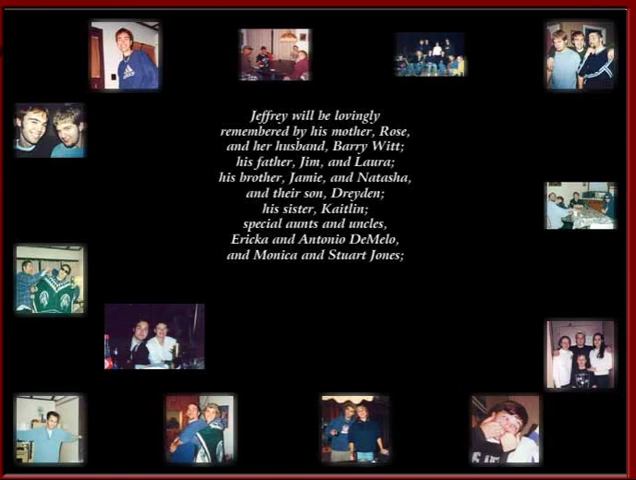 Jeffrey will be lovingly
remembered by his mother, Rose,
and her husband, Barry Witt;
his father, Jim, and Laura;
his brother, Jamie, and Natasha,
and their son, Dreyden;
his sister, Kaitlin;
special aunts and uncles,
Ericka and Antonio DeMelo,
and Monica and Stuart Jones;